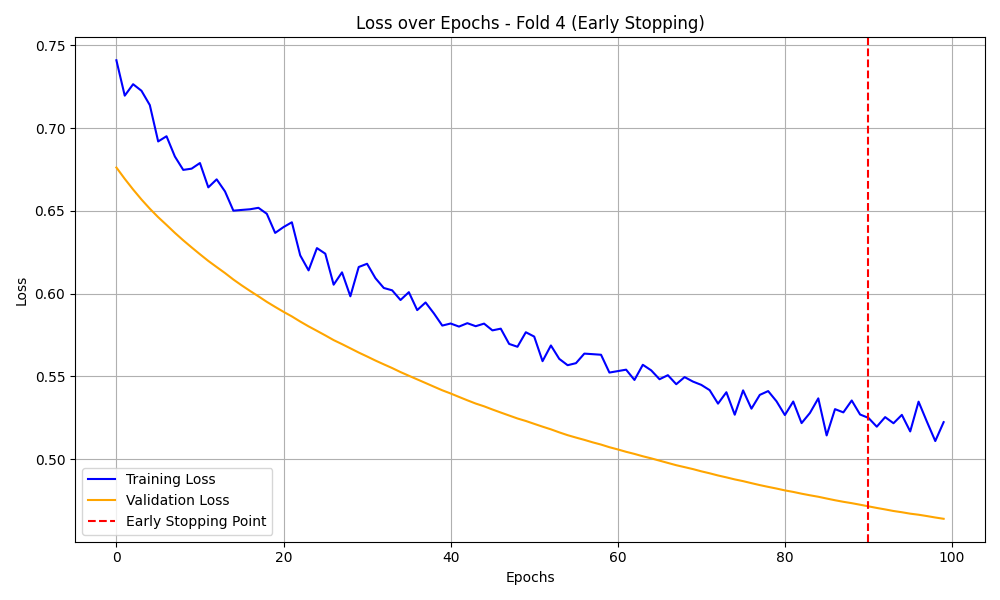 Loss over Epochs - Fold 4 (Early Stopping)
0.75
0.70
0.65
0.60
0.55
0.50
Loss
Training Loss
Validation Loss
Early Stopping Point
0 20 40 60 80 100
Epochs